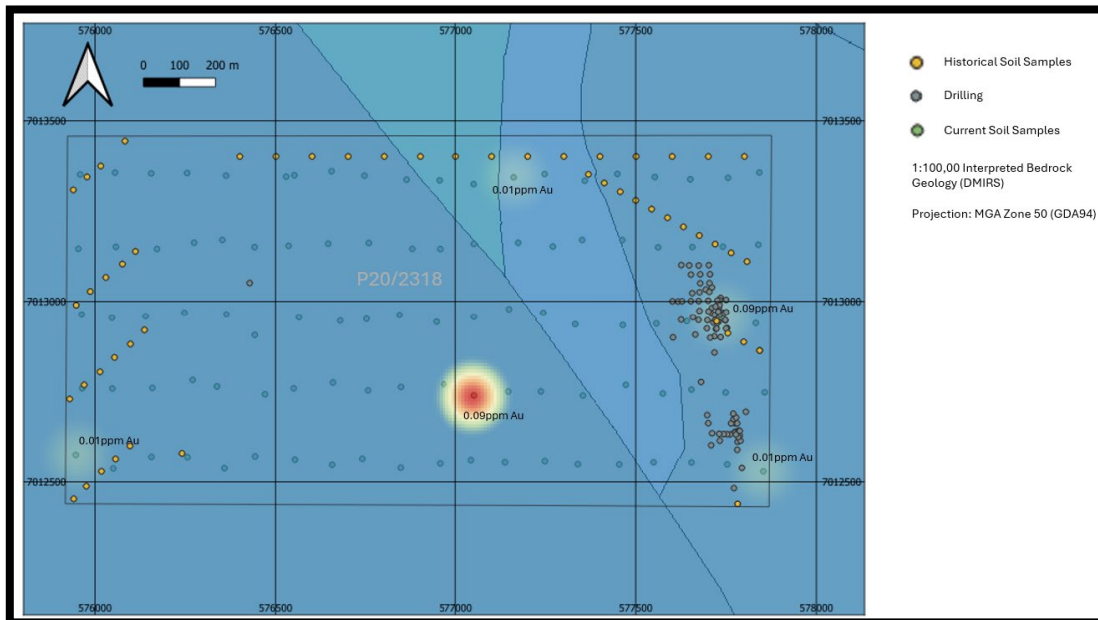 576000 576500 577000 577500 578000
0 100 200 m
7013500 7013500
0.01ppm Au
P20/2318
7013000 7013000
0.09ppm Au
0.09ppm Au
0.01ppm Au
0.01ppm Au
7012500 7012500
576000 576500 577000 577500 578000
Historical Soil Samples
Drilling
Current Soil Samples
1:100,00 Interpreted Bedrock
Geology (DMIRS)
Projection: MGA Zone 50 (GDA94)